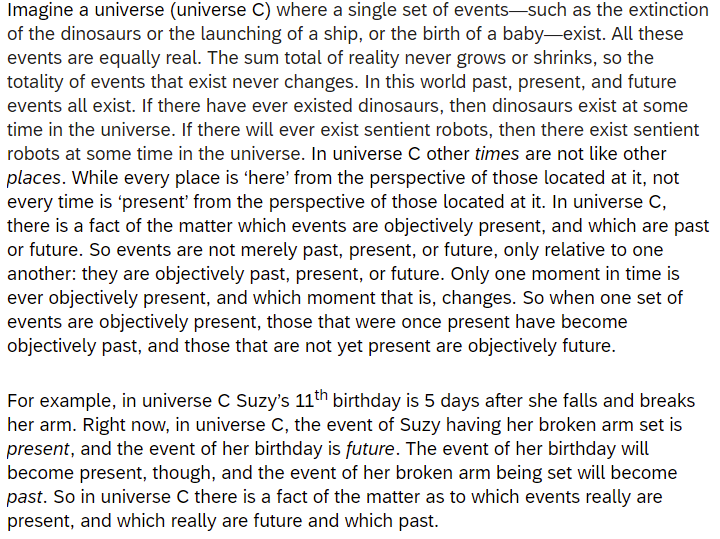 Imagine a universe (universe C) where a single set of events—such as the extinction
of the dinosaurs or the launching of a ship, or the birth of a baby—exist. All these
events are equally real. The sum total of reality never grows or shrinks, so the
totality of events that exist never changes. In this world past, present, and future
events all exist. If there have ever existed dinosaurs, then dinosaurs exist at some
time in the universe. If there will ever exist sentient robots, then there exist sentient
robots at some time in the universe. In universe C other times are not like other
places. While every place is ‘here’ from the perspective of those located at it, not
every time is ‘present’ from the perspective of those located at it. In universe C,
there is a fact of the matter which events are objectively present, and which are past
or future. So events are not merely past, present, or future, only relative to one
another: they are objectively past, present, or future. Only one moment in time is
ever objectively present, and which moment that is, changes. So when one set of
events are objectively present, those that were once present have become
objectively past, and those that are not yet present are objectively future.

For example, in universe C Suzy’s 11th birthday is 5 days after she falls and breaks
her arm. Right now, in universe C, the event of Suzy having her broken arm set is
present, and the event of her birthday is future. The event of her birthday will
become present, though, and the event of her broken arm being set will become
past. So in universe C there is a fact of the matter as to which events really are
present, and which really are future and which past.